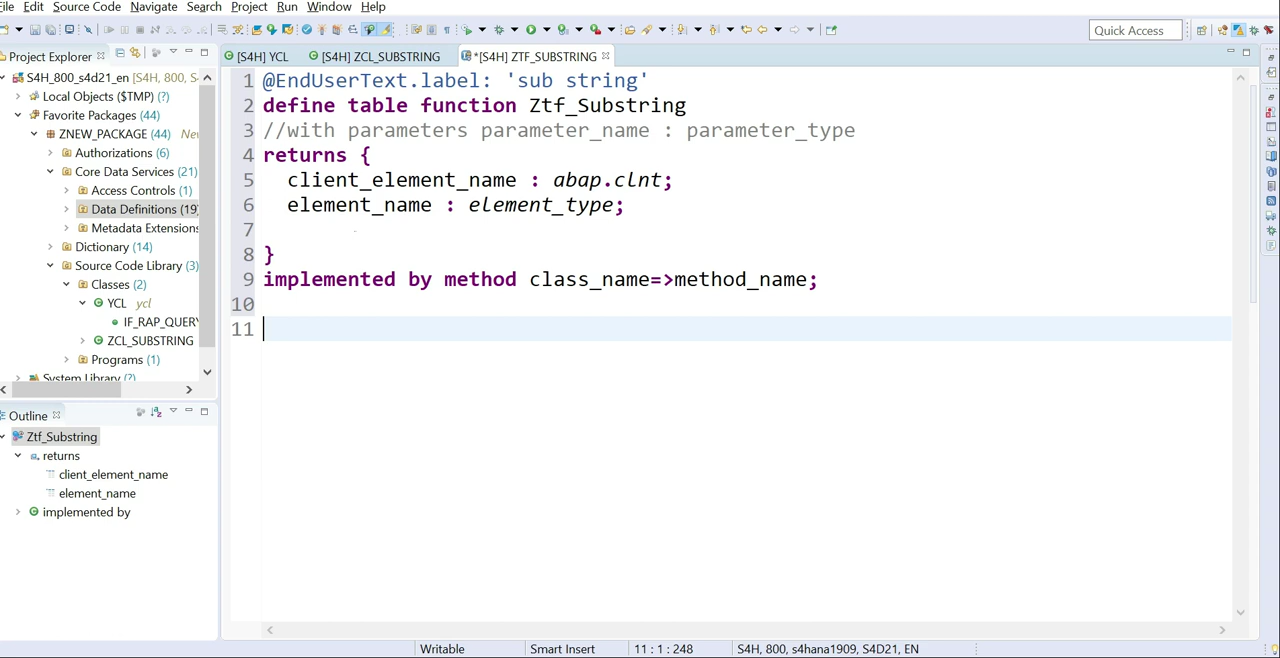 File Edit Source Code Navigate Search Project Run Window Help
Quick Access
Project Explorer
[S4H] YCL
[S4H] ZCL_SUBSTRING
*[S4H] ZTF_SUBSTRING
S4H_800_s4d21_en [S4H, 800, S4
Local Objects ($TMP) (?)
Favorite Packages (44)
ZNEW_PACKAGE (44) Nev
Authorizations (6)
Core Data Services (21)
Access Controls (1)
Data Definitions (19)
Metadata Extensions
Dictionary (14)
Source Code Library (3)
Classes (2)
YCL ycl
IF_RAP_QUERY
ZCL_SUBSTRING
Programs (1)
System Library (?)
1 @EndUserText.label: 'sub string'
2 define table function Ztf_Substring
3 //with parameters parameter_name : parameter_type
4 returns {
5 client_element_name : abap.clnt;
6 element_name : element_type;
7
8 }
9 implemented by method class_name=>method_name;
10
11
Outline
Ztf_Substring
returns
client_element_name
element_name
implemented by
Writable
Smart Insert
11 : 1 : 248
S4H, 800, s4hana1909, S4D21, EN